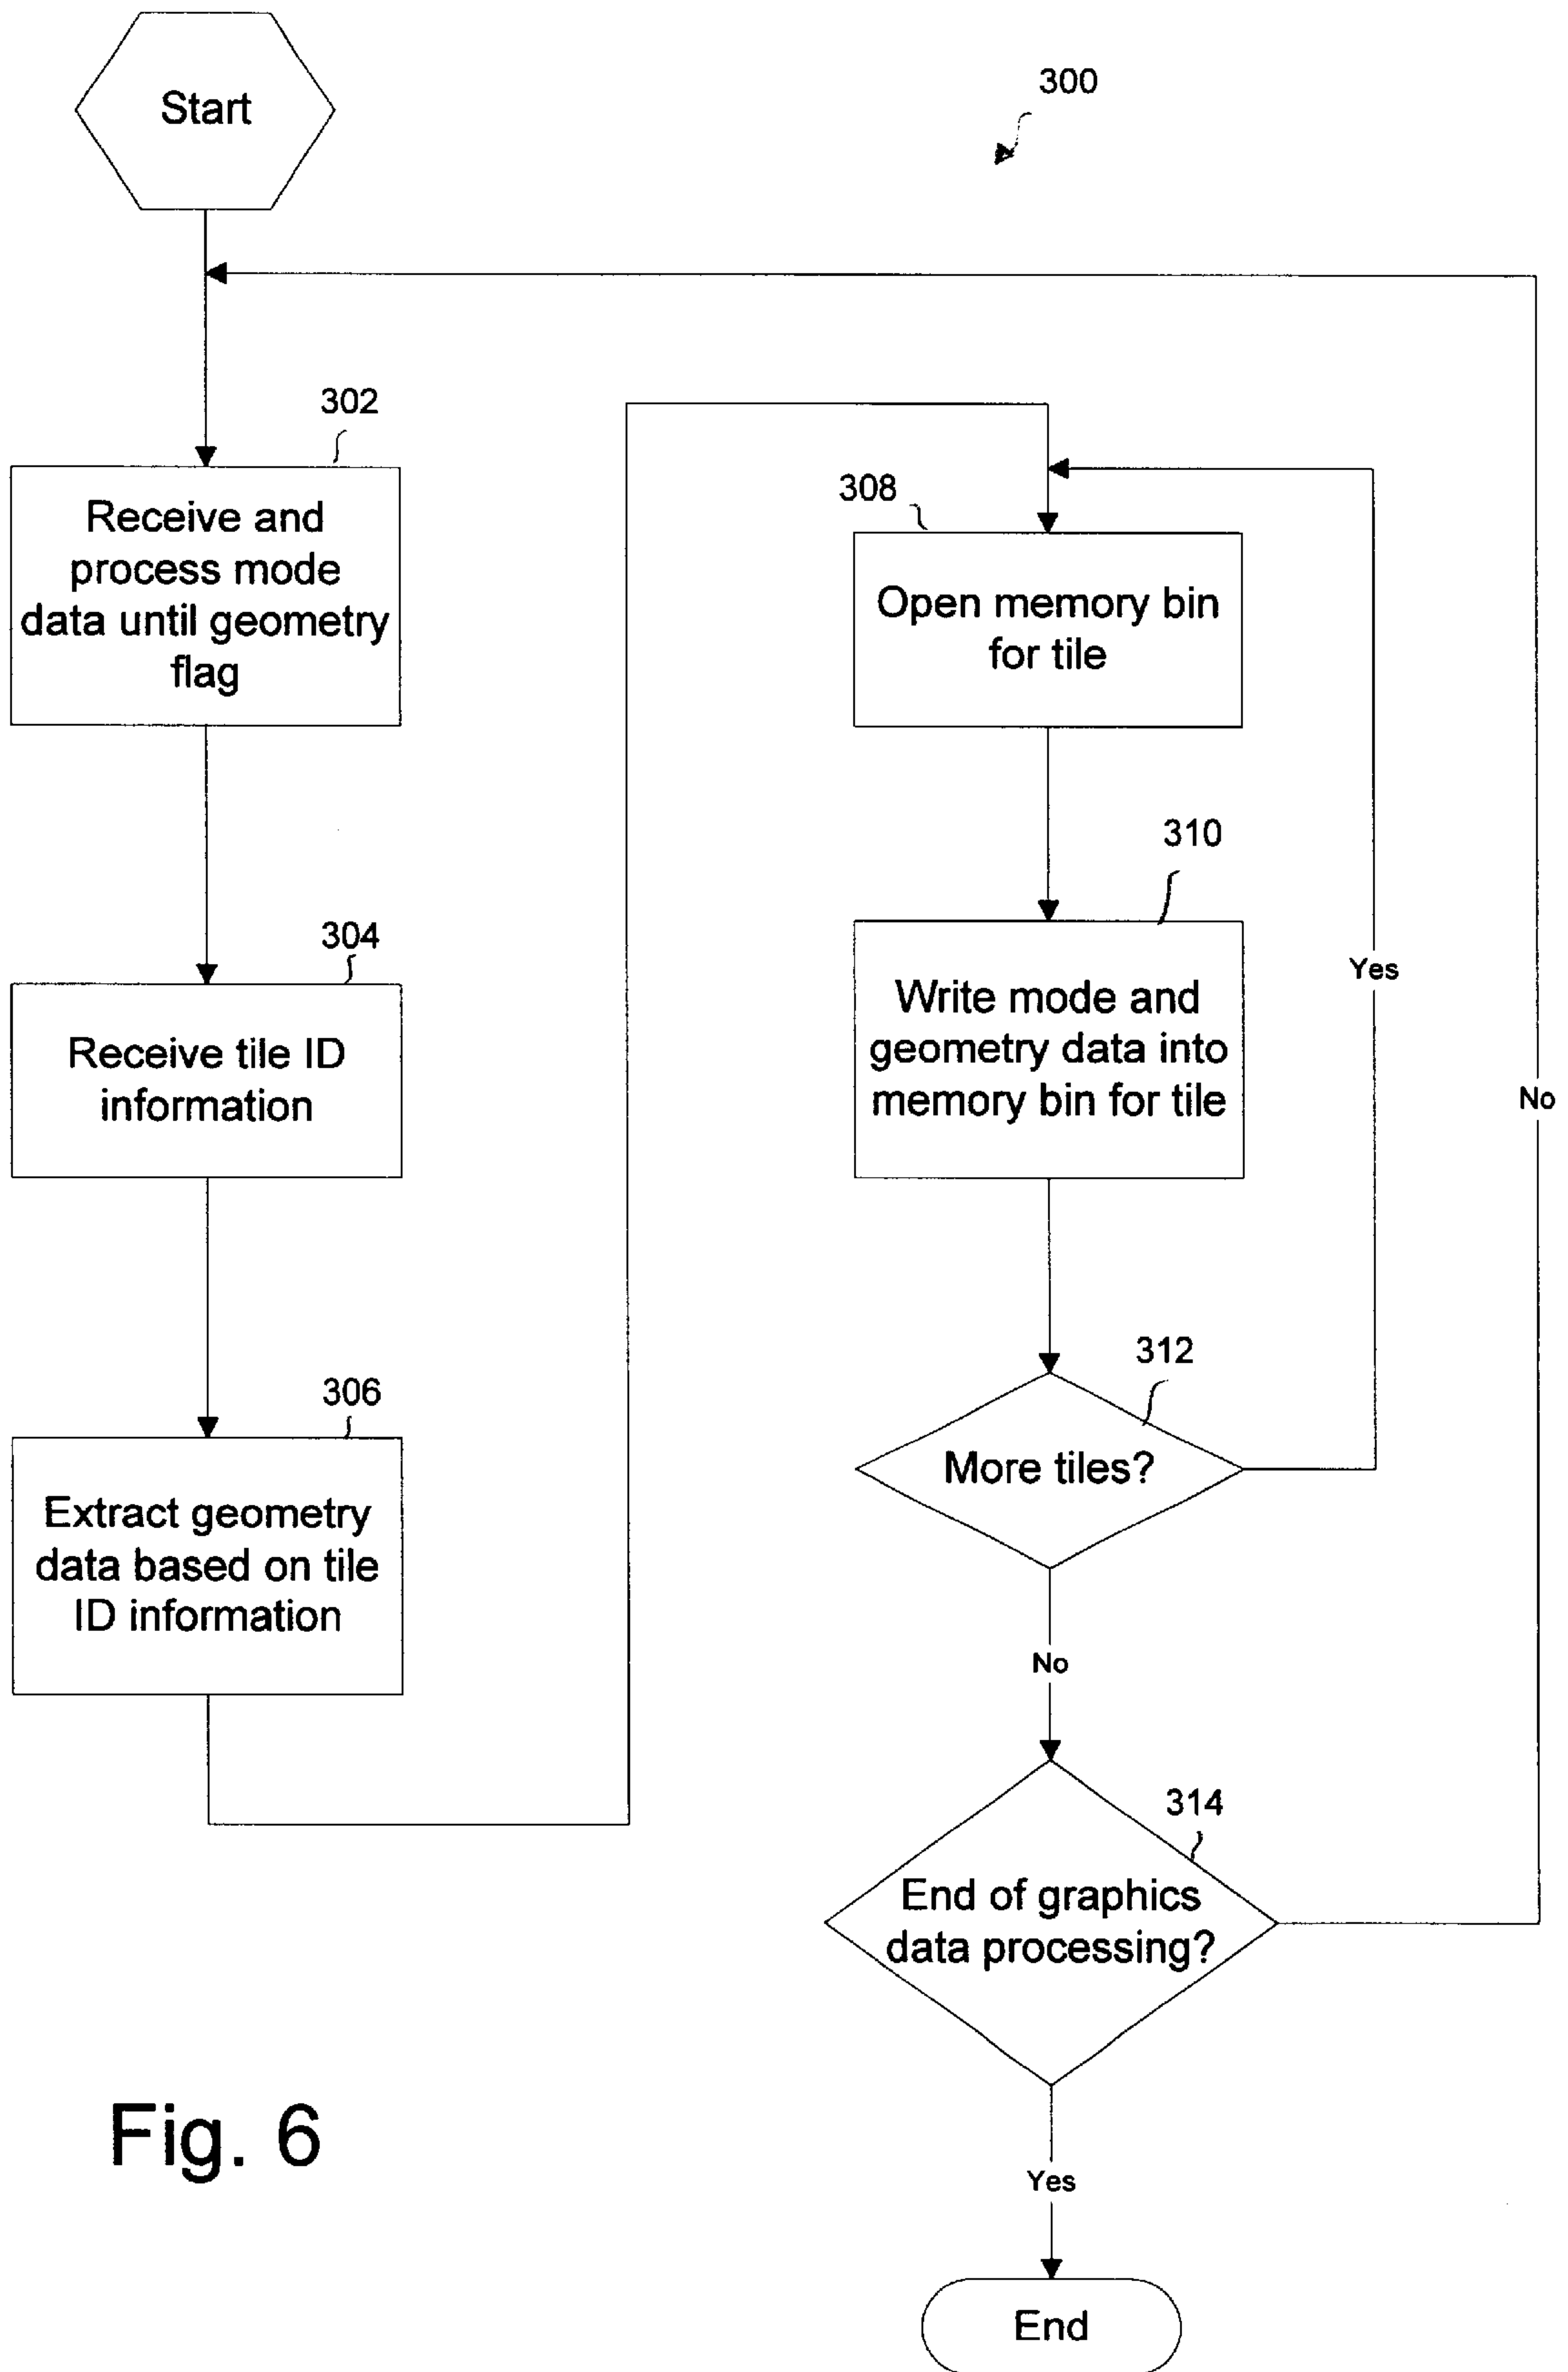 Start
300
302
Receive and
process mode
data until geometry
flag
304
Receive tile ID
information
306
Extract geometry
data based on tile
ID information
308
Open memory bin
for tile
310
Write mode and
geometry data into
memory bin for tile
Yes
No
312
More tiles?
No
314
End of graphics
data processing?
Yes
End
Fig. 6